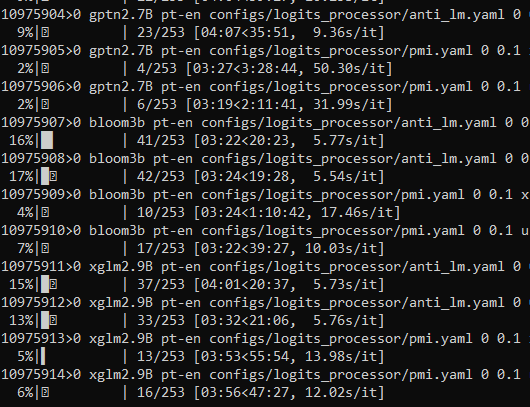 10975904>0 gptn2.7B pt-en configs/logits_processor/anti_lm.yaml 0 0
9%| | 23/253 [04:07<35:51, 9.36s/it]
10975905>0 gptn2.7B pt-en configs/logits_processor/pmi.yaml 0 0.1
2%| | 4/253 [03:27<3:28:44, 50.30s/it]
10975906>0 gptn2.7B pt-en configs/logits_processor/pmi.yaml 0 0.1
2%| | 6/253 [03:19<2:11:41, 31.99s/it]
10975907>0 bloom3b pt-en configs/logits_processor/anti_lm.yaml 0 0
16%| | 41/253 [03:22<20:23, 5.77s/it]
10975908>0 bloom3b pt-en configs/logits_processor/anti_lm.yaml 0 0
17%| | 42/253 [03:24<19:28, 5.54s/it]
10975909>0 bloom3b pt-en configs/logits_processor/pmi.yaml 0 0.1 x
4%| | 10/253 [03:24<1:10:42, 17.46s/it]
10975910>0 bloom3b pt-en configs/logits_processor/pmi.yaml 0 0.1 u
7%| | 17/253 [03:22<39:27, 10.03s/it]
10975911>0 xglm2.9B pt-en configs/logits_processor/anti_lm.yaml 0
15%| | 37/253 [04:01<20:37, 5.73s/it]
10975912>0 xglm2.9B pt-en configs/logits_processor/anti_lm.yaml 0
13%| | 33/253 [03:32<21:06, 5.76s/it]
10975913>0 xglm2.9B pt-en configs/logits_processor/pmi.yaml 0 0.1
5%| | 13/253 [03:53<55:54, 13.98s/it]
10975914>0 xglm2.9B pt-en configs/logits_processor/pmi.yaml 0 0.1
6%| | 16/253 [03:56<47:27, 12.02s/it]